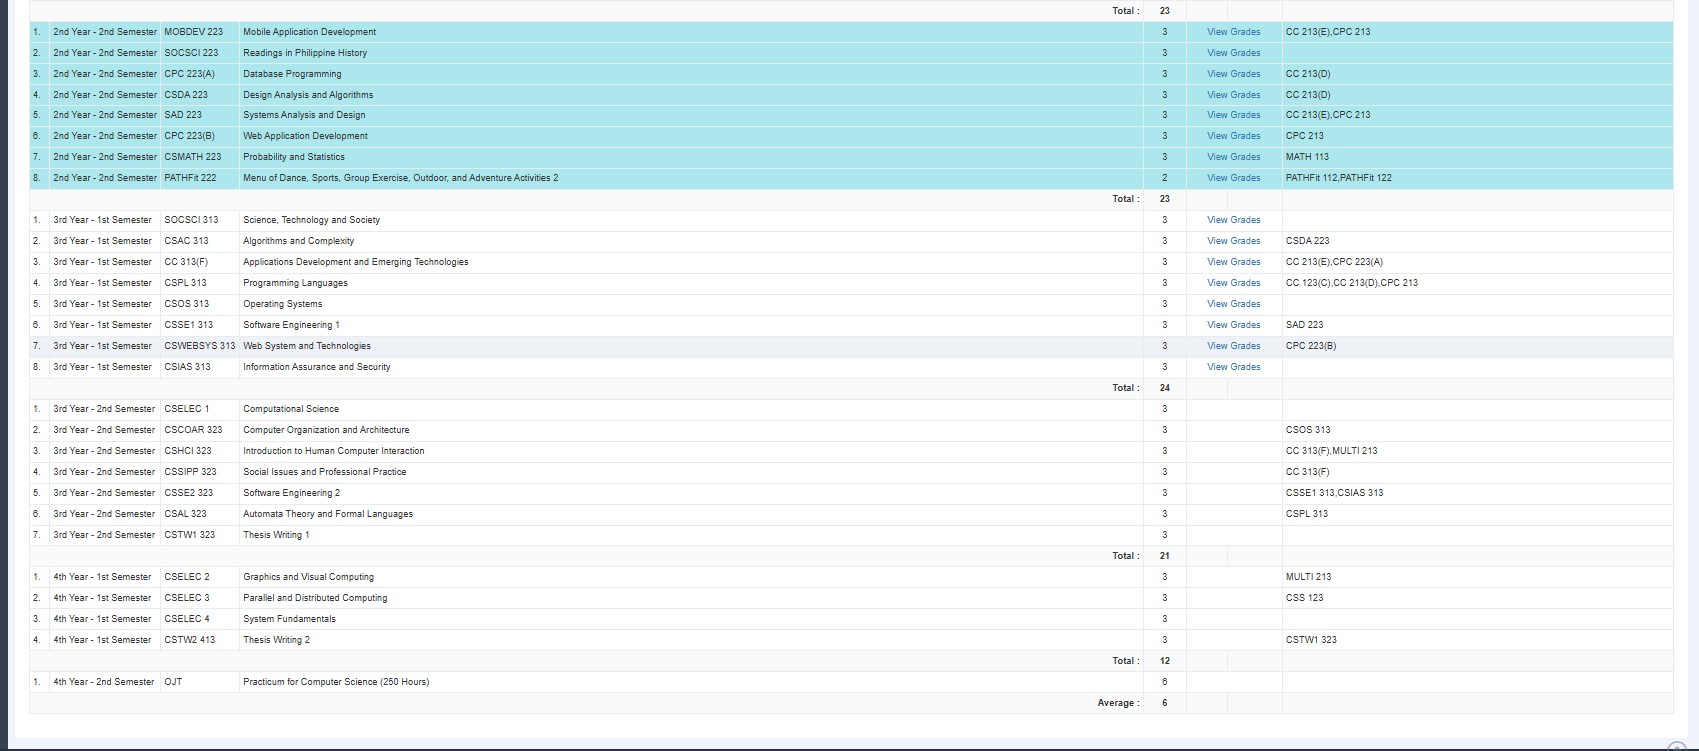 Total : 23
1. 2nd Year - 2nd Semester MOBDEV 223 Mobile Application Development 3 View Grades CC 213(E),CPC 213
2. 2nd Year - 2nd Semester SOCSCI 223 Readings in Philippine History 3 View Grades
3. 2nd Year - 2nd Semester CPC 223(A) Database Programming 3 View Grades CC 213(D)
4. 2nd Year - 2nd Semester CSDA 223 Design Analysis and Algorithms 3 View Grades CC 213(D)
5. 2nd Year - 2nd Semester SAD 223 Systems Analysis and Design 3 View Grades CC 213(E),CPC 213
6. 2nd Year - 2nd Semester CPC 223(B) Web Application Development 3 View Grades CPC 213
7. 2nd Year - 2nd Semester CSMATH 223 Probability and Statistics 3 View Grades MATH 113
8. 2nd Year - 2nd Semester PATHFit 222 Menu of Dance, Sports, Group Exercise, Outdoor, and Adventure Activities 2 2 View Grades PATHFit 112,PATHFit 122
Total : 23
1. 3rd Year - 1st Semester SOCSCI 313 Science, Technology and Society 3 View Grades
2. 3rd Year - 1st Semester CSAC 313 Algorithms and Complexity 3 View Grades CSDA 223
3. 3rd Year - 1st Semester CC 313(F) Applications Development and Emerging Technologies 3 View Grades CC 213(E),CPC 223(A)
4. 3rd Year - 1st Semester CSPL 313 Programming Languages 3 View Grades CC 123(C),CC 213(D),CPC 213
5. 3rd Year - 1st Semester CSOS 313 Operating Systems 3 View Grades
6. 3rd Year - 1st Semester CSSE1 313 Software Engineering 1 3 View Grades SAD 223
7. 3rd Year - 1st Semester CSWEBSYS 313 Web System and Technologies 3 View Grades CPC 223(B)
8. 3rd Year - 1st Semester CSIAS 313 Information Assurance and Security 3 View Grades
Total : 24
1. 3rd Year - 2nd Semester CSELEC 1 Computational Science 3
2. 3rd Year - 2nd Semester CSCOAR 323 Computer Organization and Architecture 3 CSOS 313
3. 3rd Year - 2nd Semester CSHCI 323 Introduction to Human Computer Interaction 3 CC 313(F),MULTI 213
4. 3rd Year - 2nd Semester CSSIPP 323 Social Issues and Professional Practice 3 CC 313(F)
5. 3rd Year - 2nd Semester CSSE2 323 Software Engineering 2 3 CSSE1 313,CSIAS 313
6. 3rd Year - 2nd Semester CSAL 323 Automata Theory and Formal Languages 3 CSPL 313
7. 3rd Year - 2nd Semester CSTW1 323 Thesis Writing 1 3
Total : 21
1. 4th Year - 1st Semester CSELEC 2 Graphics and Visual Computing 3 MULTI 213
2. 4th Year - 1st Semester CSELEC 3 Parallel and Distributed Computing 3 CSS 123
3. 4th Year - 1st Semester CSELEC 4 System Fundamentals 3
4. 4th Year - 1st Semester CSTW2 413 Thesis Writing 2 3 CSTW1 323
Total : 12
1. 4th Year - 2nd Semester OJT Practicum for Computer Science (250 Hours) 6
Average : 6